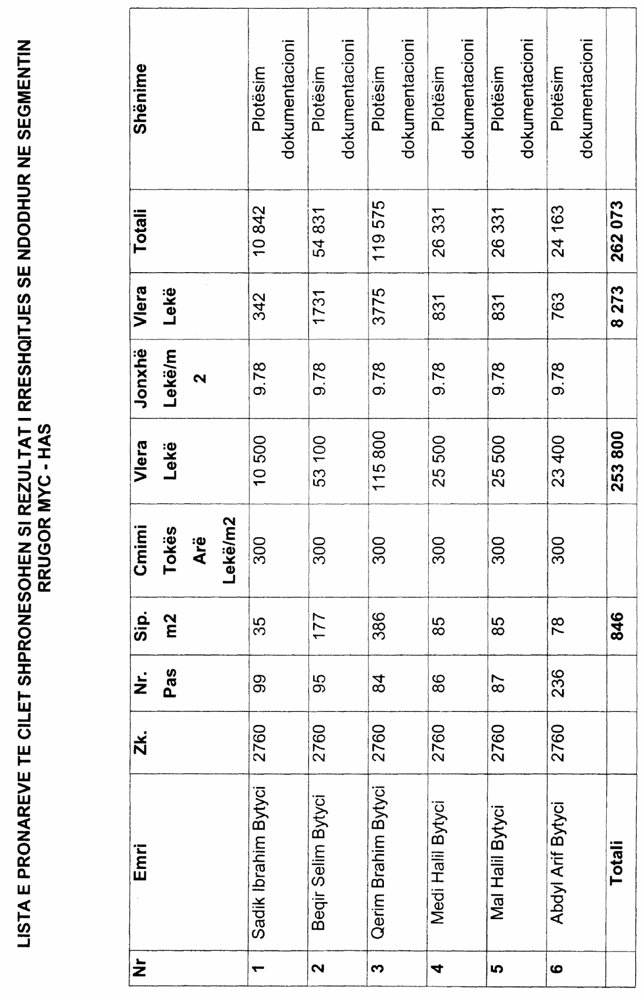 LISTA E PRONAREVE TE CILET SHPRONESOHEN SI REZULTAT I RRESHQITJES SE NDODHUR NE SEGMENTIN
RRUGOR MYC - HAS
Nr Emri Zk. Nr. Sip. Cmimi Vlera Jonxhë Vlera Totali Shënime
Pas m2 Tokës Lekë Lekë/m Lekë
Arë 2
Lekë/m2
1 Sadik Ibrahim Bytyci 2760 99 35 300 10 500 9.78 342 10 842 Plotësim
dokumentacioni
2 Beqir Selim Bytyci 2760 95 177 300 53 100 9.78 1731 54 831 Plotësim
dokumentacioni
3 Qerim Brahim Bytyci 2760 84 386 300 115 800 9.78 3775 119 575 Plotësim
dokumentacioni
4 Medi Halil Bytyci 2760 86 85 300 25 500 9.78 831 26 331 Plotësim
dokumentacioni
5 Mal Halil Bytyci 2760 87 85 300 25 500 9.78 831 26 331 Plotësim
dokumentacioni
6 Abdyl Arif Bytyci 2760 236 78 300 23 400 9.78 763 24 163 Plotësim
dokumentacioni
Totali 846 253 800 8 273 262 073